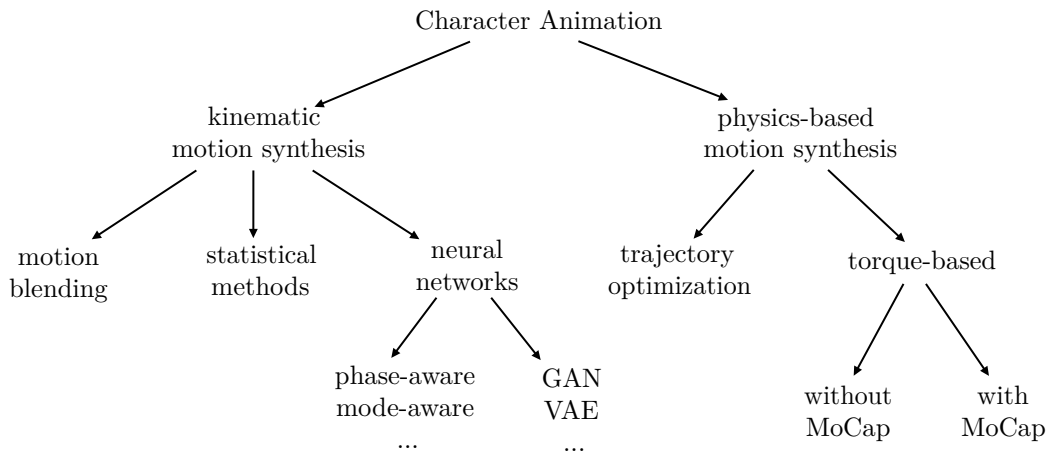 Character Animation
kinematic
motion synthesis
physics-based
motion synthesis
motion
blending
statistical
methods
neural
networks
trajectory
optimization
torque-based
phase-aware
mode-aware
...
GAN
VAE
...
without
MoCap
with
MoCap